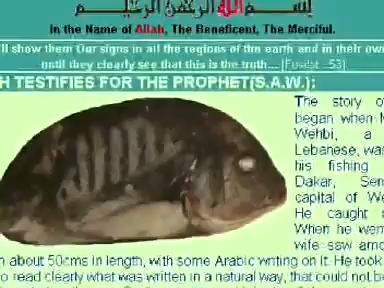 بسم الله الرحمن الرحيم
In the Name of Allah, The Beneficent, The Merciful.
'll show them Our signs in all the regions of the earth and in their own
until they clearly see that this is the truth... [Fuselat : 53]
H TESTIFIES FOR THE PROPHET(S.A.W.):
The story o
began when M
Wehbi, a
Lebanese, was
his fishing
Dakar, Sen
capital of We
He caught a
When he wen
wife saw amo
h about 50cms in length, with some Arabic writing on it. He took
o read clearly what was written in a natural way, that could not be